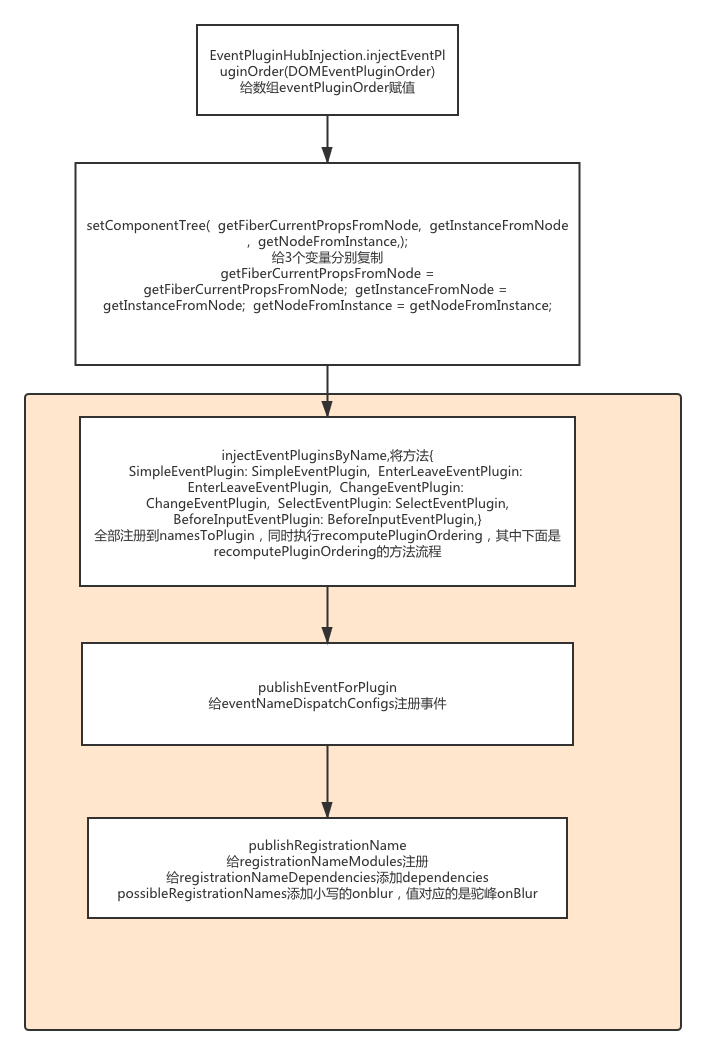 EventPluginHubInjection.injectEventPl
uginOrder(DOMEventPluginOrder)
给数组eventPluginOrder赋值
setComponentTree(  getFiberCurrentPropsFromNode,  getInstanceFromNode
,  getNodeFromInstance,);
给3个变量分别复制
getFiberCurrentPropsFromNode =
getFiberCurrentPropsFromNode;  getInstanceFromNode =
getInstanceFromNode;  getNodeFromInstance = getNodeFromInstance;
injectEventPluginsByName,将方法{
SimpleEventPlugin: SimpleEventPlugin,  EnterLeaveEventPlugin:
EnterLeaveEventPlugin,  ChangeEventPlugin:
ChangeEventPlugin,  SelectEventPlugin: SelectEventPlugin,
BeforeInputEventPlugin: BeforeInputEventPlugin,}
全部注册到namesToPlugin，同时执行recomputePluginOrdering，其中下面是
recomputePluginOrdering的方法流程
publishEventForPlugin
给eventNameDispatchConfigs注册事件
publishRegistrationName
给registrationNameModules注册
给registrationNameDependencies添加dependencies
possibleRegistrationNames添加小写的onblur，值对应的是驼峰onBlur